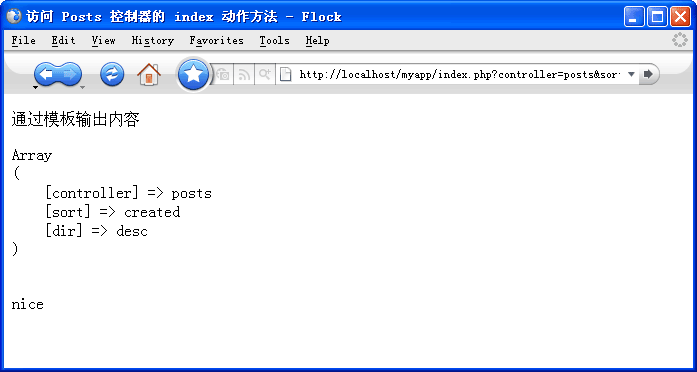 访问 Posts 控制器的 index 动作方法 - Flock
File Edit View History Favorites Tools Help
http://localhost/myapp/index.php?controller=posts&sor
通过模板输出内容
Array
(
    [controller] => posts
    [sort] => created
    [dir] => desc
)
nice